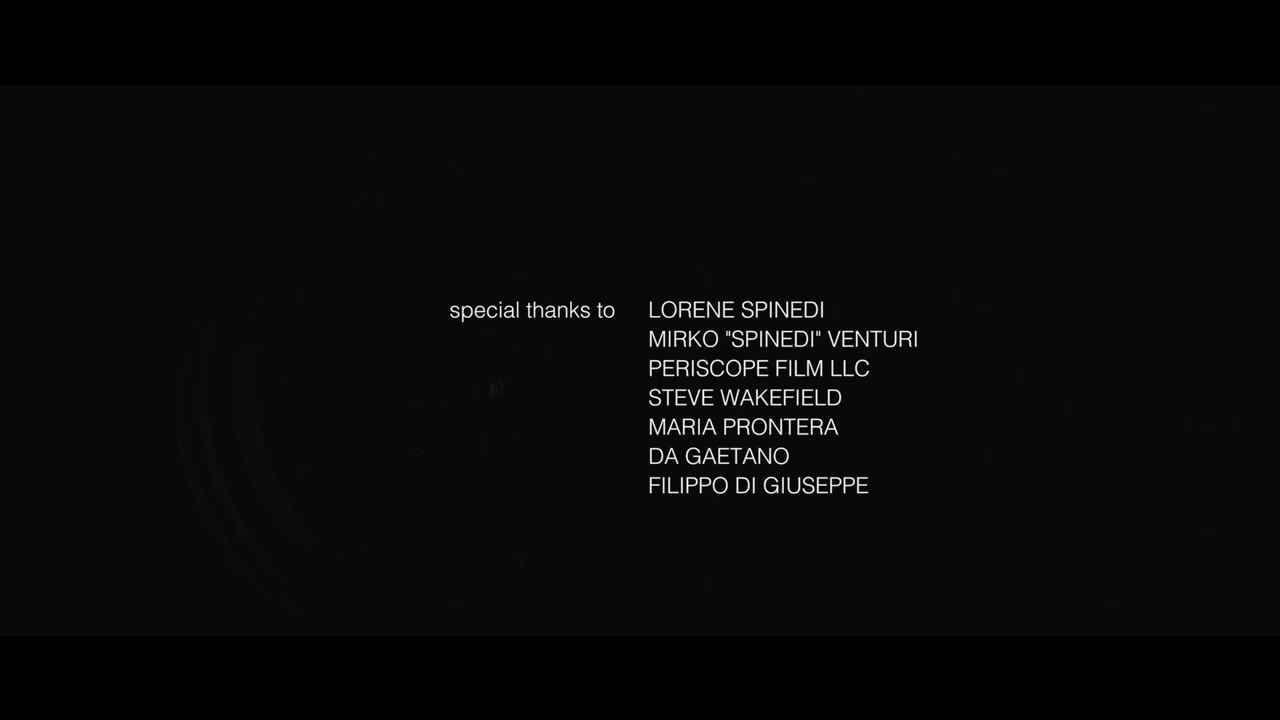 special thanks to LORENE SPINEDI
MIRKO "SPINEDI" VENTURI
PERISCOPE FILM LLC
STEVE WAKEFIELD
MARIA PRONTERA
DA GAETANO
FILIPPO DI GIUSEPPE